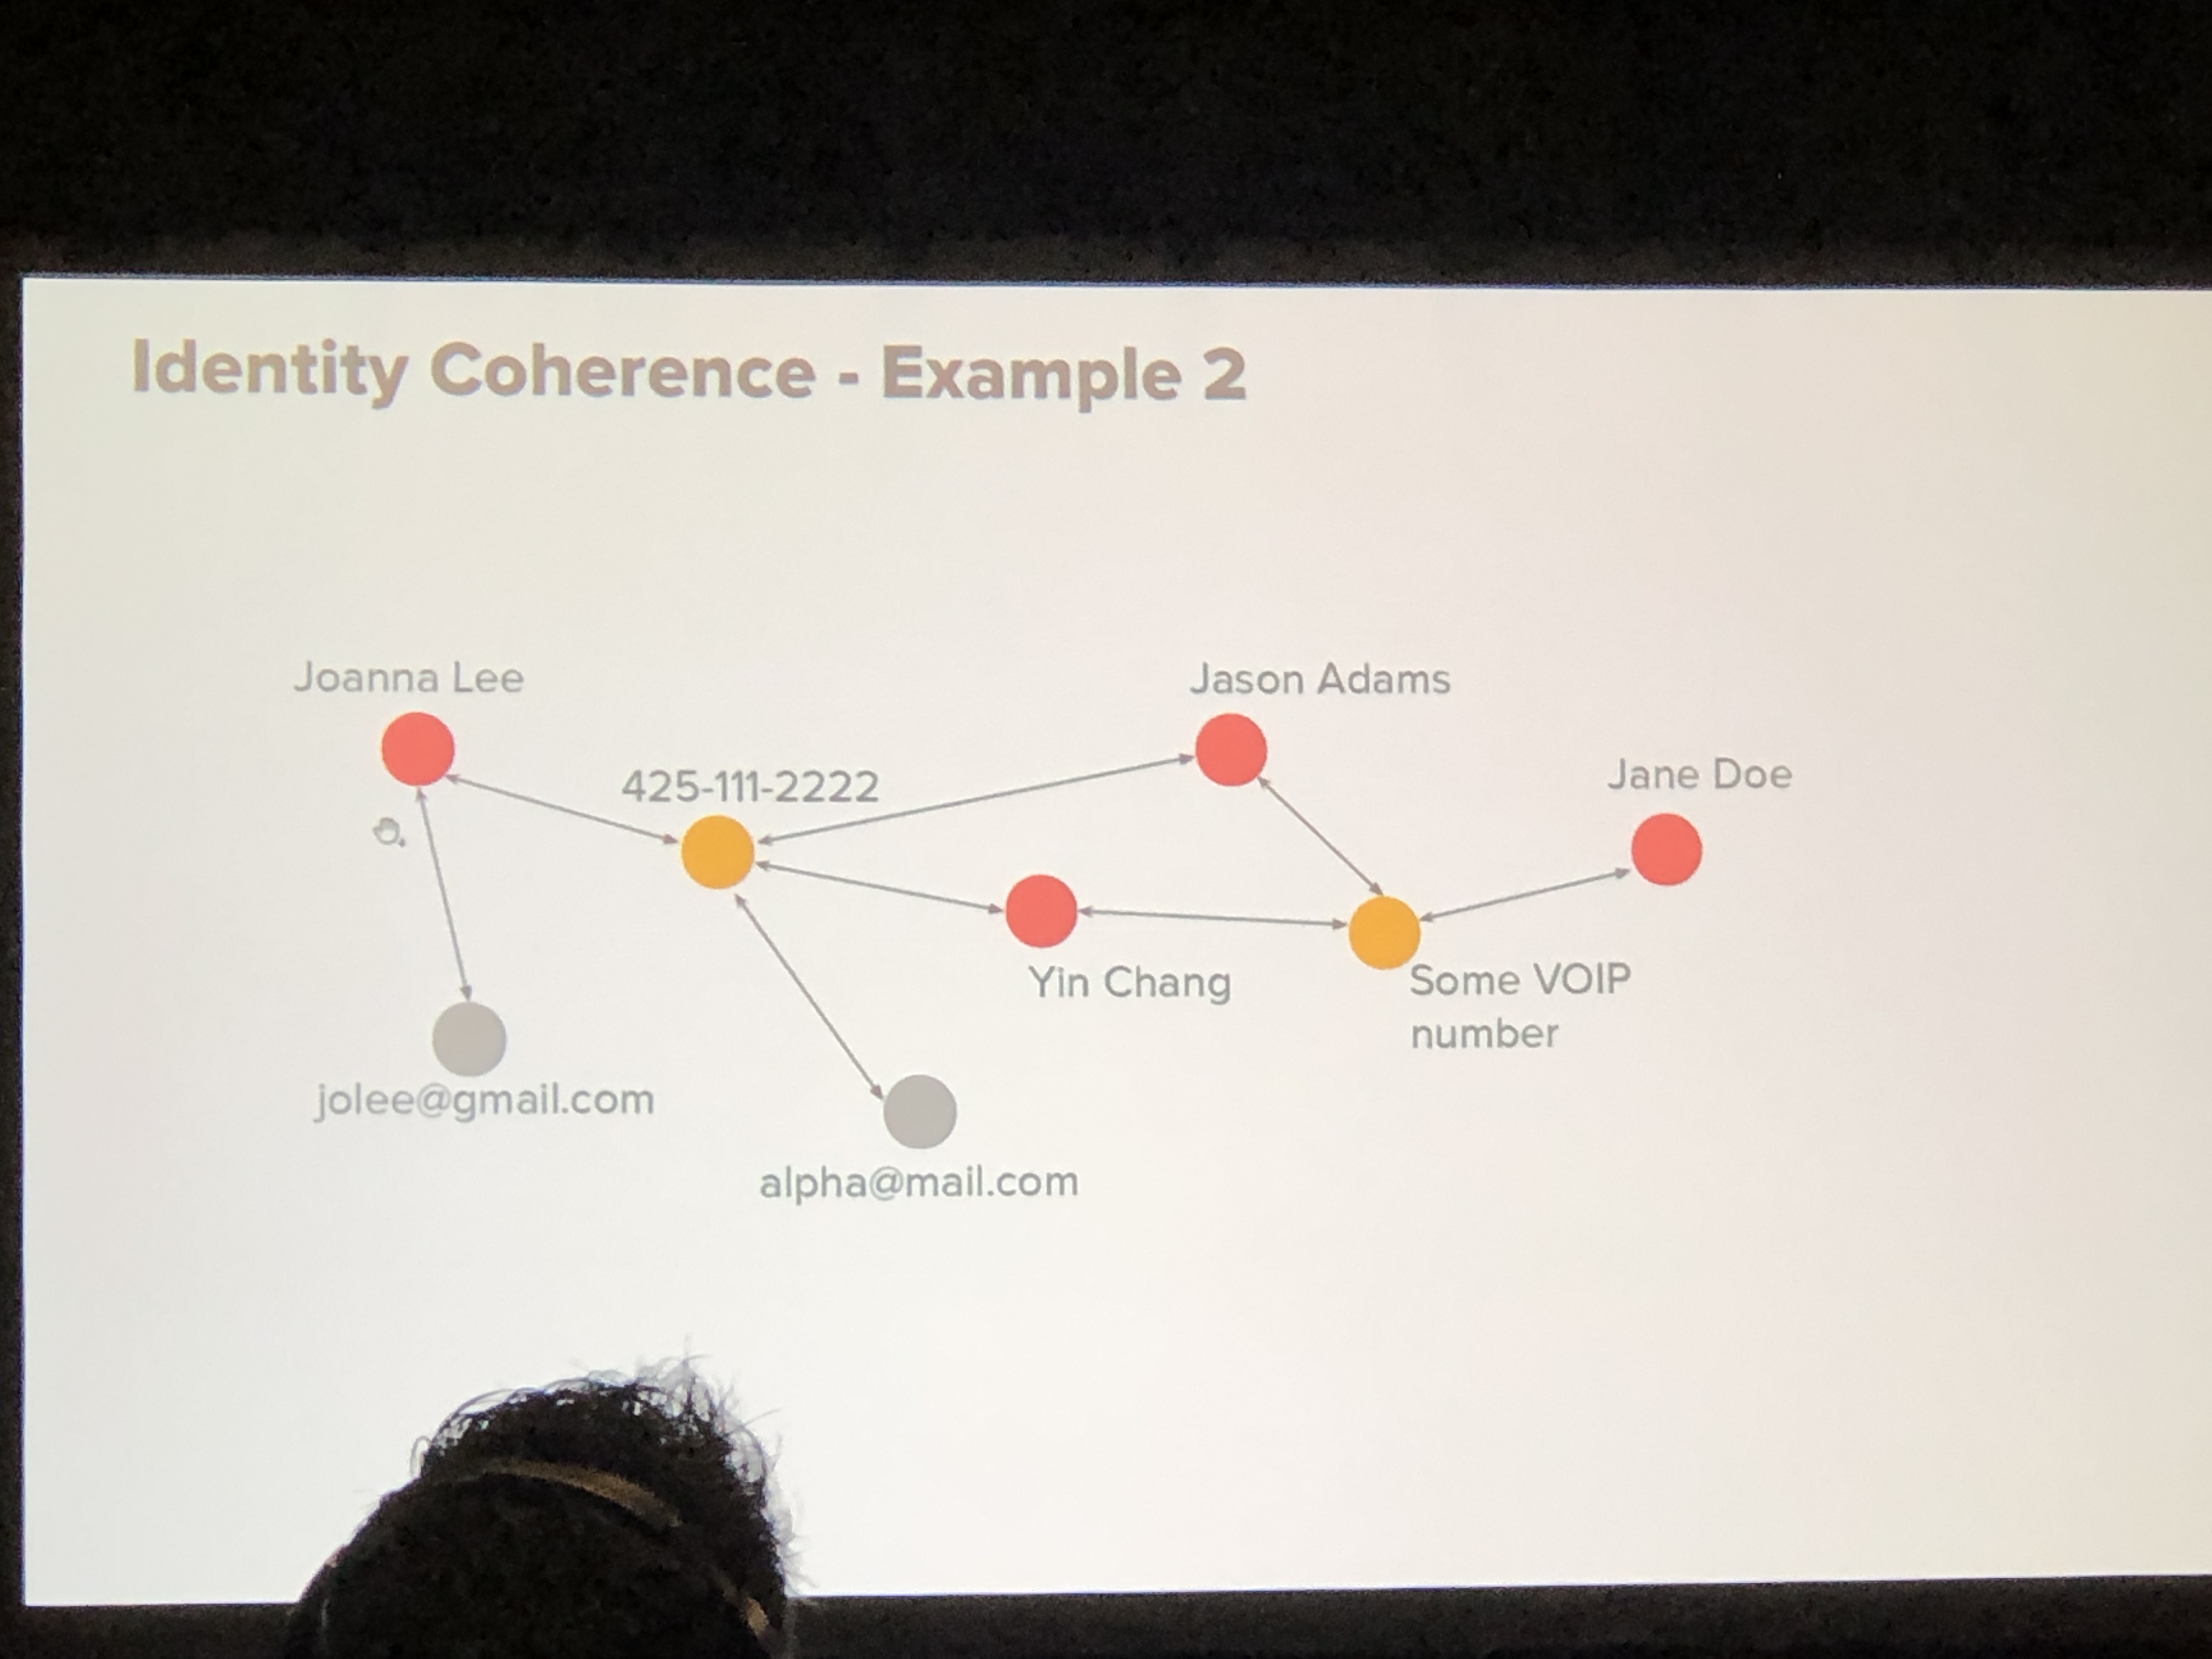 Identity Coherence - Example 2
Joanna Lee
Jason Adams
425-111-2222
Jane Doe
Yin Chang
Some VOIP
number
jolee@gmail.com
alpha@mail.com